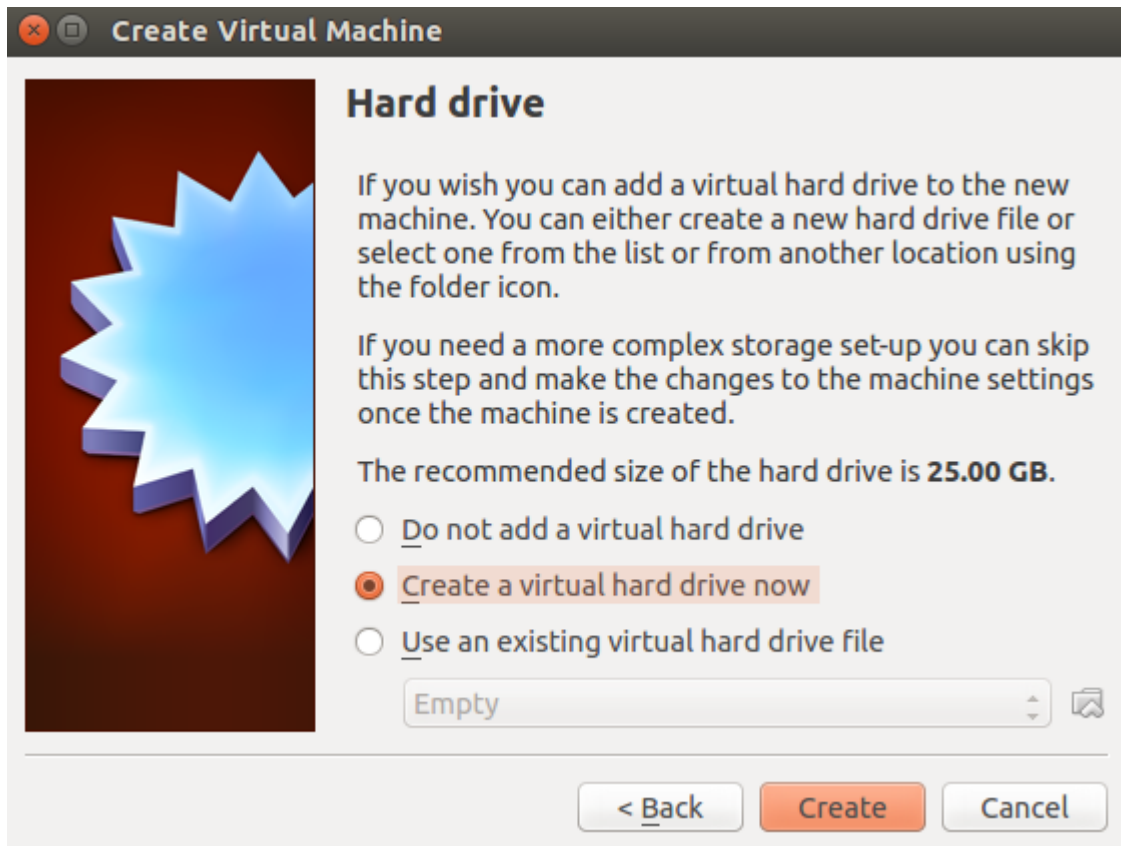 Create Virtual Machine
Hard drive
If you wish you can add a virtual hard drive to the new
machine. You can either create a new hard drive file or
select one from the list or from another location using
the folder icon.
If you need a more complex storage set-up you can skip
this step and make the changes to the machine settings
once the machine is created.
The recommended size of the hard drive is 25.00 GB.
Do not add a virtual hard drive
Create a virtual hard drive now
Use an existing virtual hard drive file
Empty
< Back Create Cancel